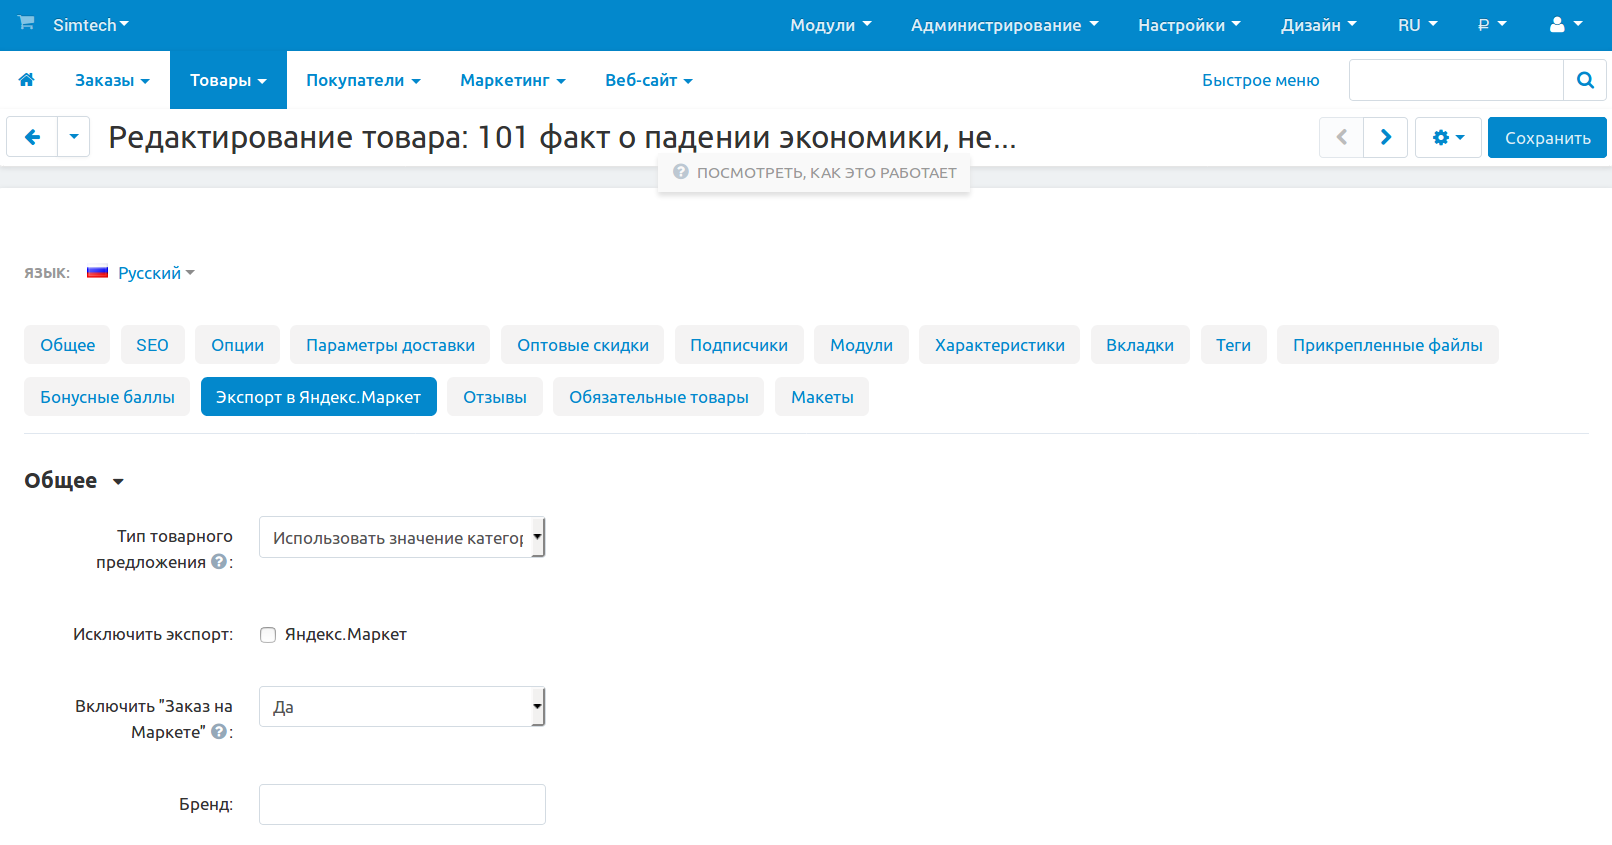 Simtech Модули Администрирование Настройки Дизайн RU ₽
Заказы Товары Покупатели Маркетинг Веб-сайт Быстрое меню
Редактирование товара: 101 факт о падении экономики, не... Сохранить
ПОСМОТРЕТЬ, КАК ЭТО РАБОТАЕТ
ЯЗЫК: Русский
Общее SEO Опции Параметры доставки Оптовые скидки Подписчики Модули Характеристики Вкладки Теги Прикрепленные файлы
Бонусные баллы Экспорт в Яндекс.Маркет Отзывы Обязательные товары Макеты
Общее
Тип товарного
предложения ?:
Использовать значение категор
Исключить экспорт: Яндекс.Маркет
Включить "Заказ на
Маркете" ?:
Да
Бренд: